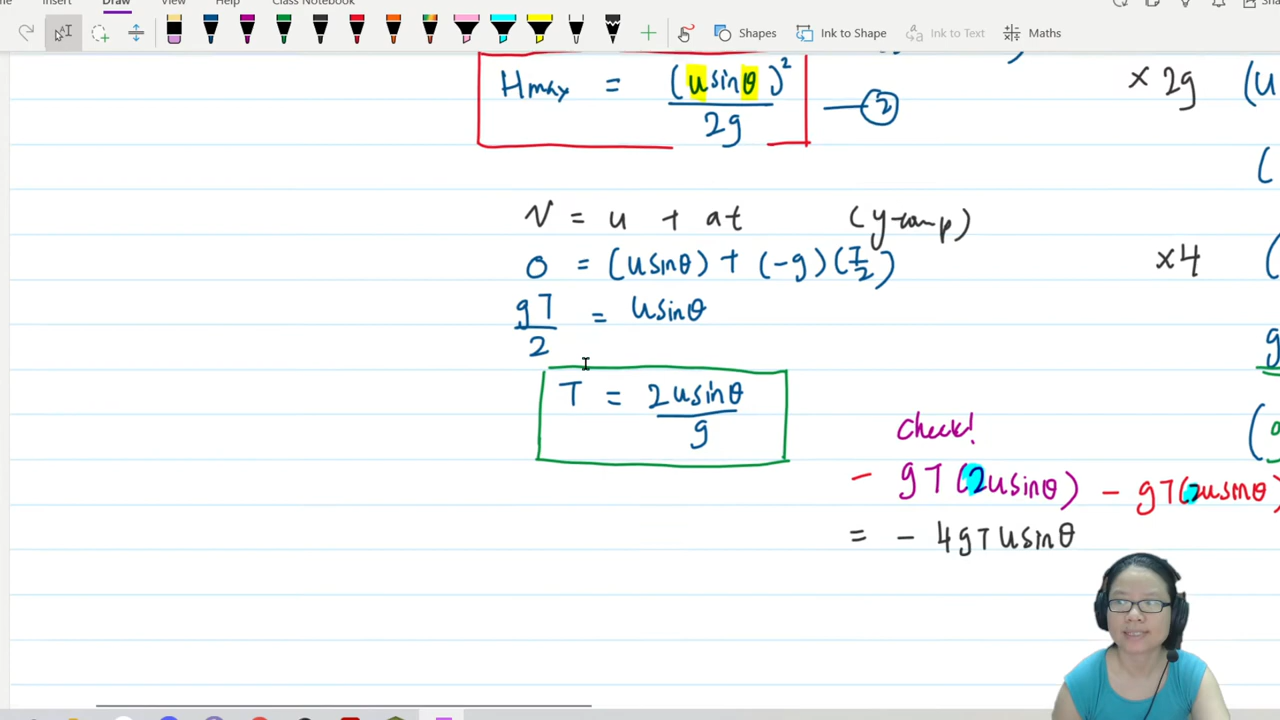 Insert Draw View Help Class Notebook
Shapes Ink to Shape Ink to Text Maths
Hmax = (usinθ)² / 2g —②
× 2g (u
(
V = u + at (y-comp)
0 = (usinθ) + (-g)(T/2)
×4 (
gT/2 = usinθ
g
T = 2usinθ / g
Check!
- gT(2usinθ) - gT(2usinθ)
= - 4gTusinθ